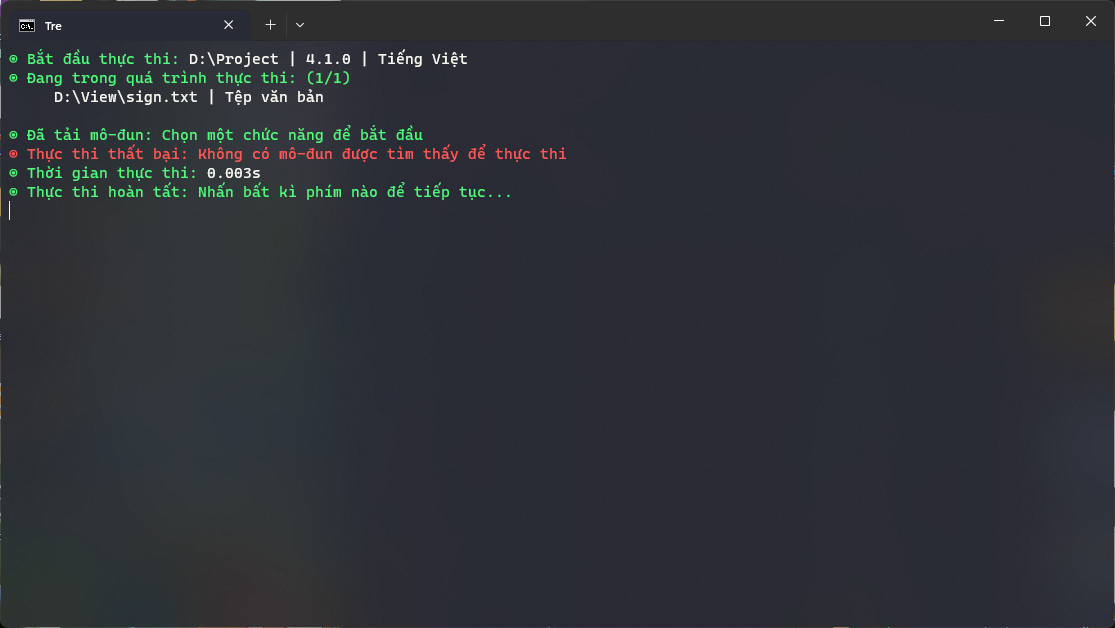 Tre
Bắt đầu thực thi: D:\Project | 4.1.0 | Tiếng Việt
Đang trong quá trình thực thi: (1/1)
D:\View\sign.txt | Tệp văn bản
Đã tải mô-đun: Chọn một chức năng để bắt đầu
Thực thi thất bại: Không có mô-đun được tìm thấy để thực thi
Thời gian thực thi: 0.003s
Thực thi hoàn tất: Nhấn bất kì phím nào để tiếp tục...